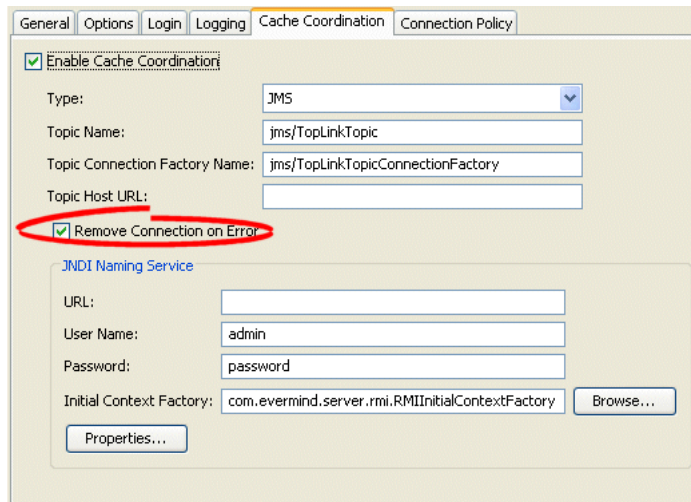 General Options Login Logging Cache Coordination Connection Policy
Enable Cache Coordination
Type: JMS
Topic Name: jms/TopLinkTopic
Topic Connection Factory Name: jms/TopLinkTopicConnectionFactory
Topic Host URL:
Remove Connection on Error
JNDI Naming Service
URL:
User Name: admin
Password: password
Initial Context Factory: com.evermind.server.rmi.RMIInitialContextFactory Browse...
Properties...